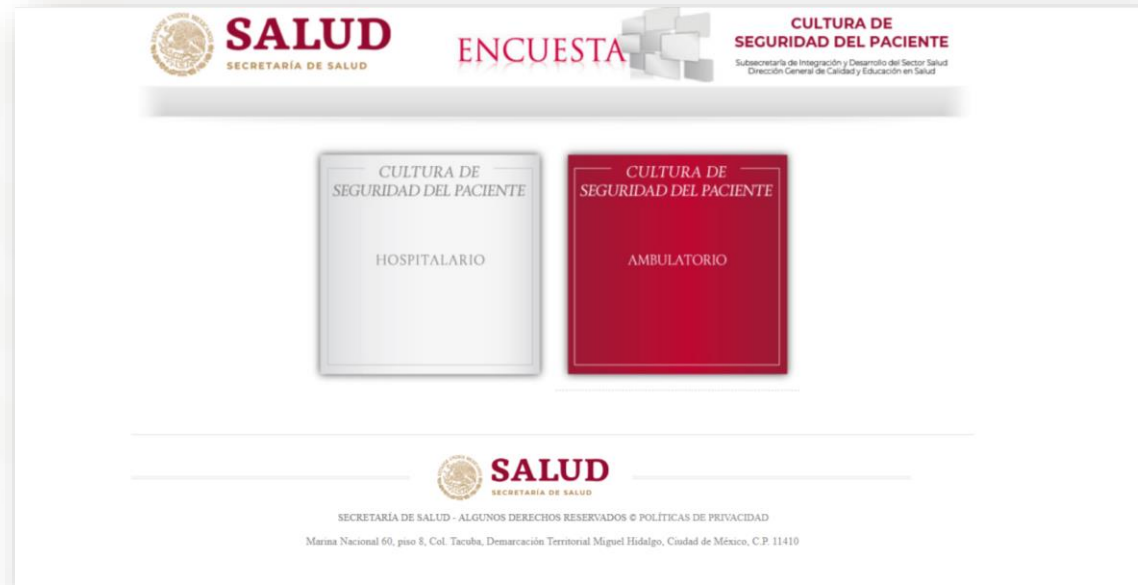 SALUD
SECRETARÍA DE SALUD
ENCUESTA
CULTURA DE
SEGURIDAD DEL PACIENTE
Subsecretaría de Integración y Desarrollo del Sector Salud
Dirección General de Calidad y Educación en Salud
CULTURA DE
SEGURIDAD DEL PACIENTE
HOSPITALARIO
CULTURA DE
SEGURIDAD DEL PACIENTE
AMBULATORIO
SALUD
SECRETARÍA DE SALUD
SECRETARÍA DE SALUD - ALGUNOS DERECHOS RESERVADOS © POLÍTICAS DE PRIVACIDAD
Marina Nacional 60, piso 8, Col. Tacuba, Demarcación Territorial Miguel Hidalgo, Ciudad de México, C.P. 11410